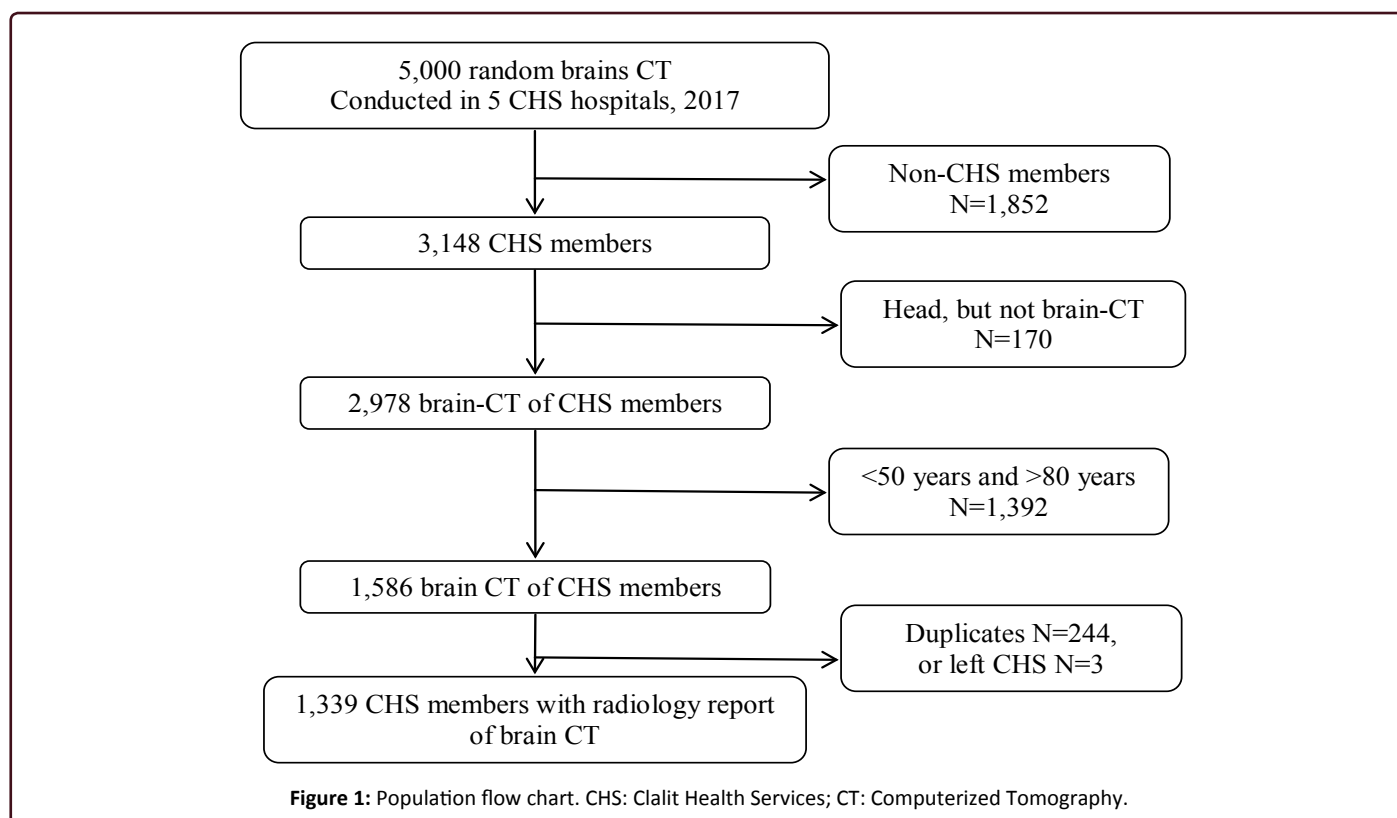 5,000 random brains CT
Conducted in 5 CHS hospitals, 2017
Non-CHS members
N=1,852
3,148 CHS members
Head, but not brain-CT
N=170
2,978 brain-CT of CHS members
<50 years and >80 years
N=1,392
1,586 brain CT of CHS members
Duplicates N=244,
or left CHS N=3
1,339 CHS members with radiology report
of brain CT
Figure 1: Population flow chart. CHS: Clalit Health Services; CT: Computerized Tomography.